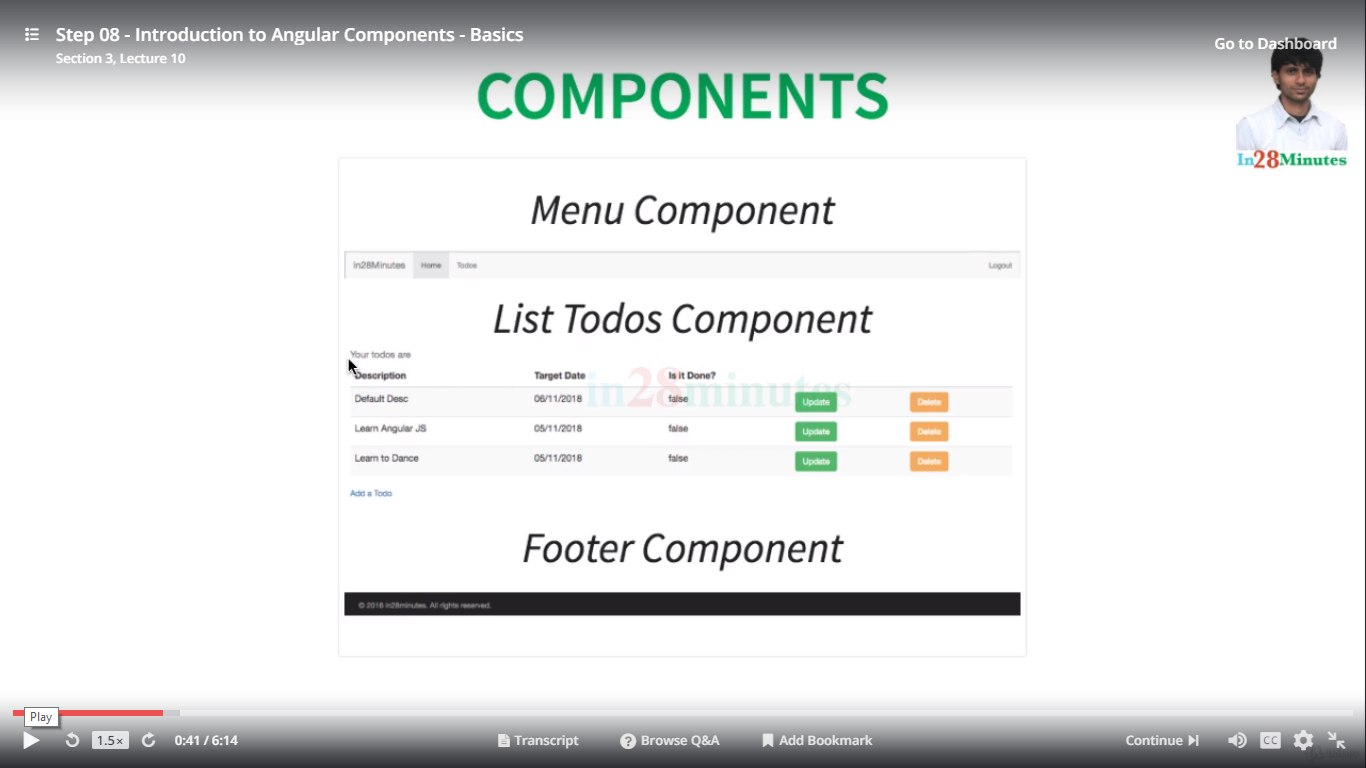 Step 08 - Introduction to Angular Components - Basics
Section 3, Lecture 10
Go to Dashboard
COMPONENTS
In28Minutes
Menu Component
in28Minutes Home Todos Logout
List Todos Component
Your todos are
Description Target Date Is it Done?
in28minutes
Default Desc 06/11/2018 false Update Delete
Learn Angular JS 05/11/2018 false Update Delete
Learn to Dance 05/11/2018 false Update Delete
Add a Todo
Footer Component
© 2018 in28minutes. All rights reserved.
Play
1.5× 0:41 / 6:14 Transcript Browse Q&A Add Bookmark Continue CC